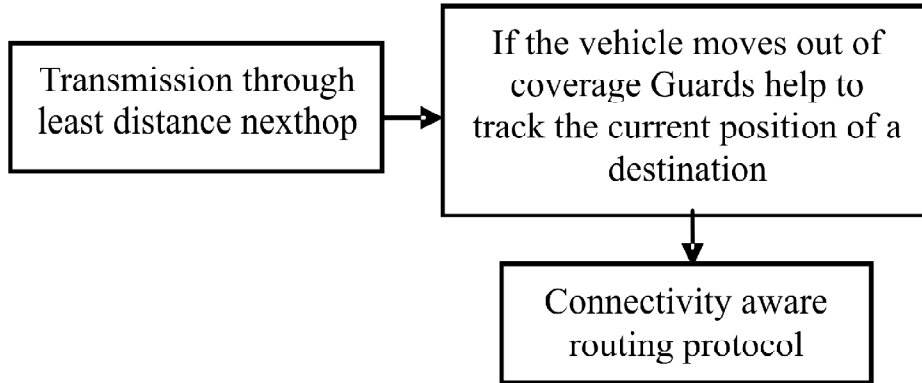 Transmission through
least distance nexthop
If the vehicle moves out of
coverage Guards help to
track the current position of a
destination
Connectivity aware
routing protocol